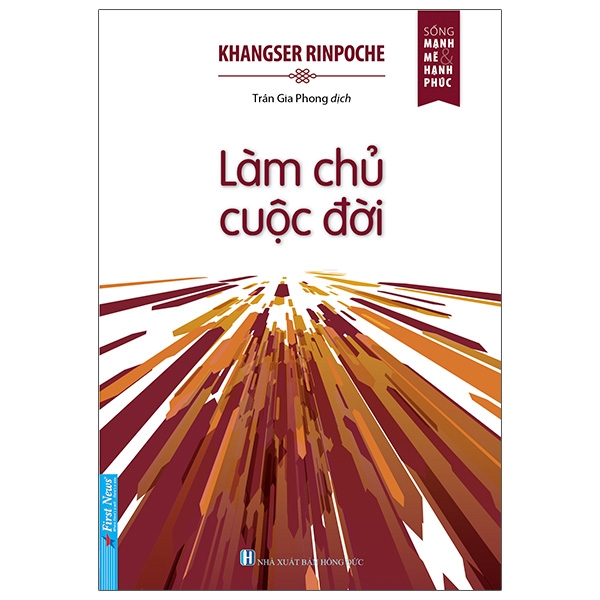 KHANGSER RINPOCHE
Trần Gia Phong dịch
SỐNG
MẠNH
MẼ &
HẠNH
PHÚC
Làm chủ
cuộc đời
First News
NHÀ XUẤT BẢN HỒNG ĐỨC